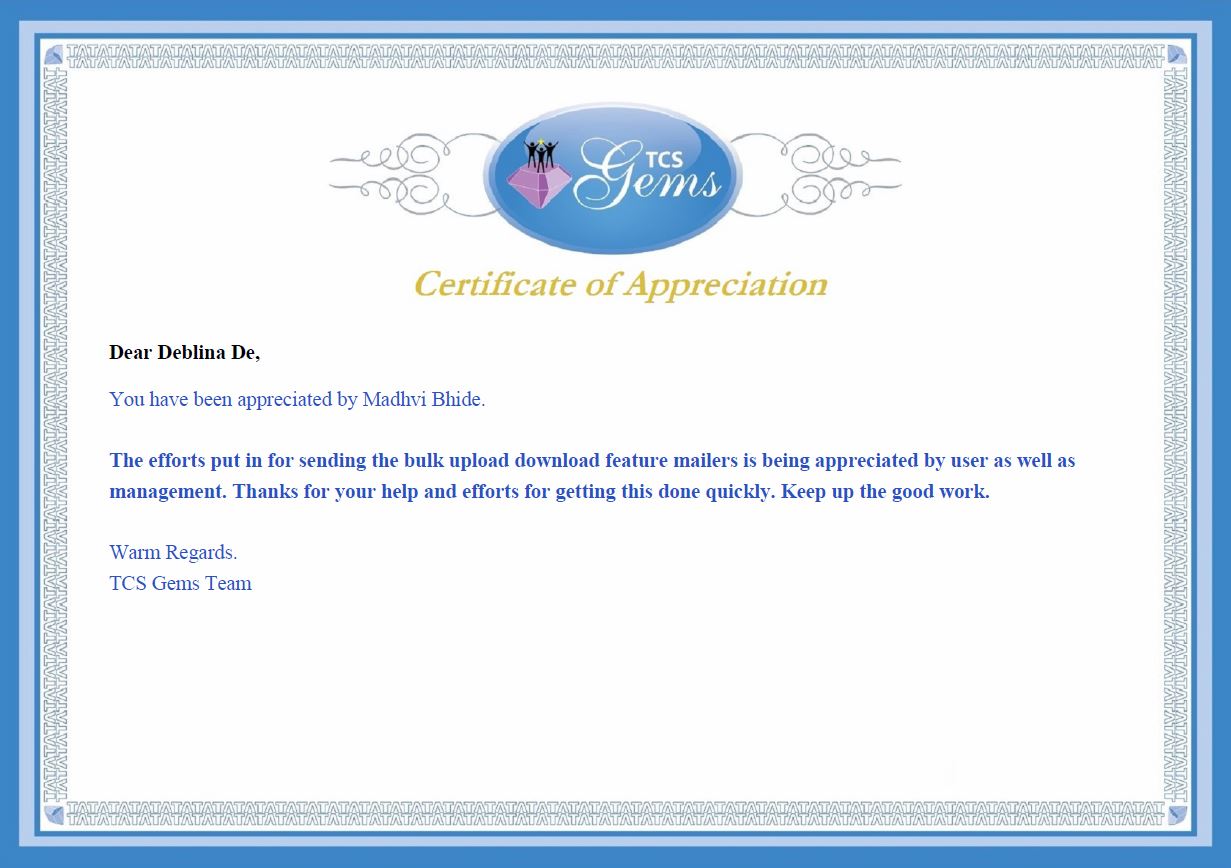 TCS
Gems
Certificate of Appreciation
Dear Deblina De,
You have been appreciated by Madhvi Bhide.
The efforts put in for sending the bulk upload download feature mailers is being appreciated by user as well as
management. Thanks for your help and efforts for getting this done quickly. Keep up the good work.
Warm Regards.
TCS Gems Team